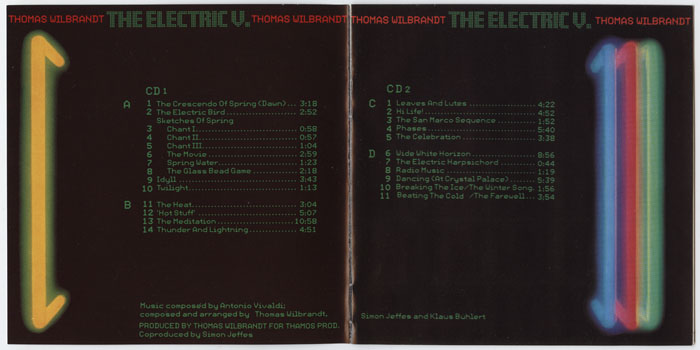 THOMAS WILBRANDT THE ELECTRIC V. THOMAS WILBRANDT
CD 1
A 1 The Crescendo Of Spring (Dawn)... 3:18
2 The Electric Bird................ 2:52
Sketches Of Spring
3 Chant I........................ 0:58
4 Chant II....................... 0:57
5 Chant III...................... 1:04
6 The Movie...................... 2:59
7 Spring Water................... 1:23
8 The Glass Bead Game............ 2:18
9 Idyll............................ 3:43
10 Twilight......................... 1:13
B 11 The Heat......................... 3:04
12 'Hot Stuff'...................... 5:07
13 The Meditation................... 10:58
14 Thunder And Lightning............ 4:51
Music composed by Antonio Vivaldi;
composed and arranged by Thomas Wilbrandt,
PRODUCED BY THOMAS WILBRANDT FOR THAMOS PROD.
Coproduced by Simon Jeffes
THOMAS WILBRANDT THE ELECTRIC V. THOMAS WILBRANDT
CD 2
C 1 Leaves And Lutes................. 4:22
2 Hi Life!......................... 4:52
3 The San Marco Sequence........... 1:52
4 Phases........................... 5:40
5 The Celebration.................. 3:38
D 6 Wide White Horizon............... 8:56
7 The Electric Harpsichord......... 0:44
8 Radio Music...................... 1:19
9 Dancing (At Crystal Palace)...... 5:39
10 Breaking The Ice/The Winter Song. 1:56
11 Beating The Cold /The Farewell... 3:54
Simon Jeffes and Klaus Buhlert